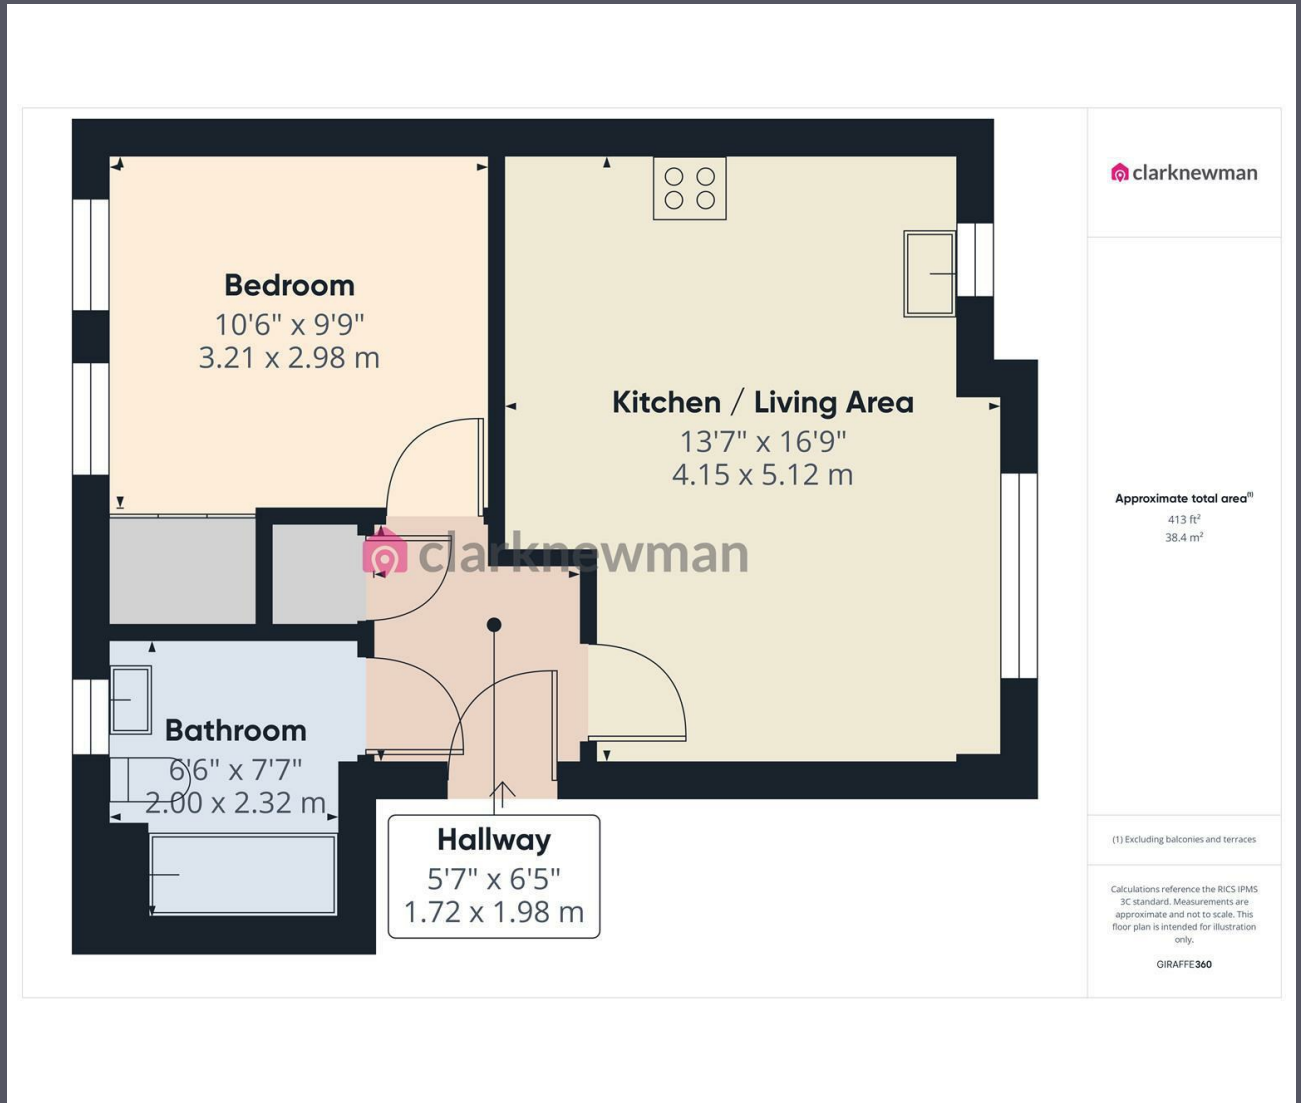 Bedroom
10'6" x 9'9"
3.21 x 2.98 m
Kitchen / Living Area
13'7" x 16'9"
4.15 x 5.12 m
clarknewman
Bathroom
6'6" x 7'7"
2.00 x 2.32 m
Hallway
5'7" x 6'5"
1.72 x 1.98 m
clarknewman
Approximate total area⁽¹⁾
413 ft²
38.4 m²
(1) Excluding balconies and terraces
Calculations reference the RICS IPMS
3C standard. Measurements are
approximate and not to scale. This
floor plan is intended for illustration
only.
GIRAFFE360